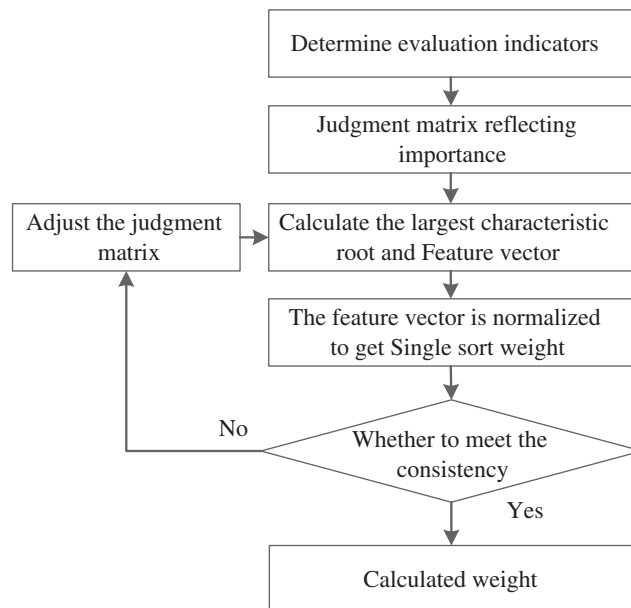 Determine evaluation indicators
Judgment matrix reflecting
importance
Adjust the judgment
matrix
Calculate the largest characteristic
root and Feature vector
The feature vector is normalized
to get Single sort weight
No
Whether to meet the
consistency
Yes
Calculated weight